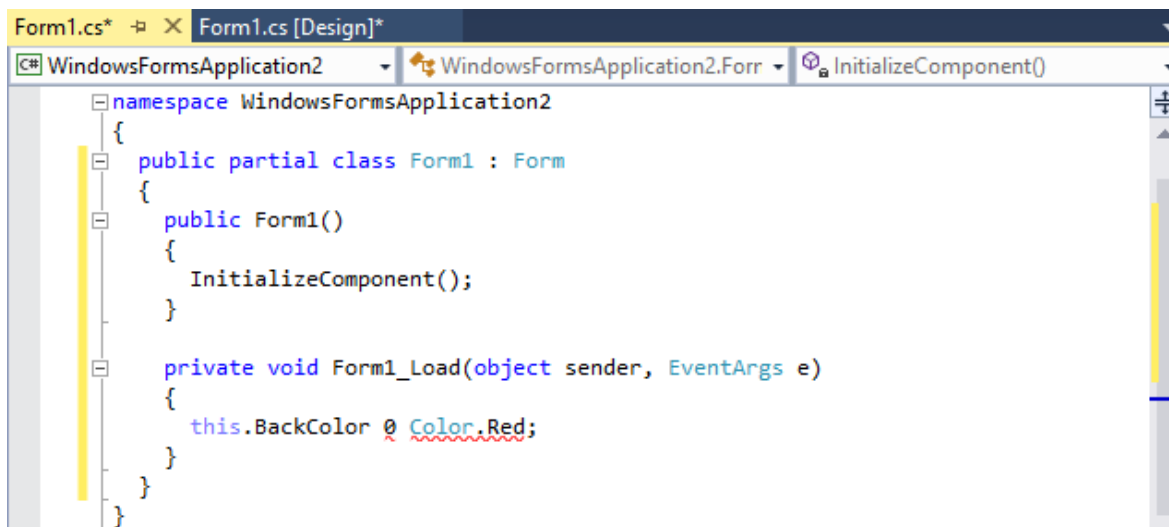 Form1.cs* Form1.cs [Design]*
C# WindowsFormsApplication2 WindowsFormsApplication2.Forr InitializeComponent()
namespace WindowsFormsApplication2
{
public partial class Form1 : Form
{
public Form1()
{
InitializeComponent();
}
private void Form1_Load(object sender, EventArgs e)
{
this.BackColor 0 Color.Red;
}
}
}